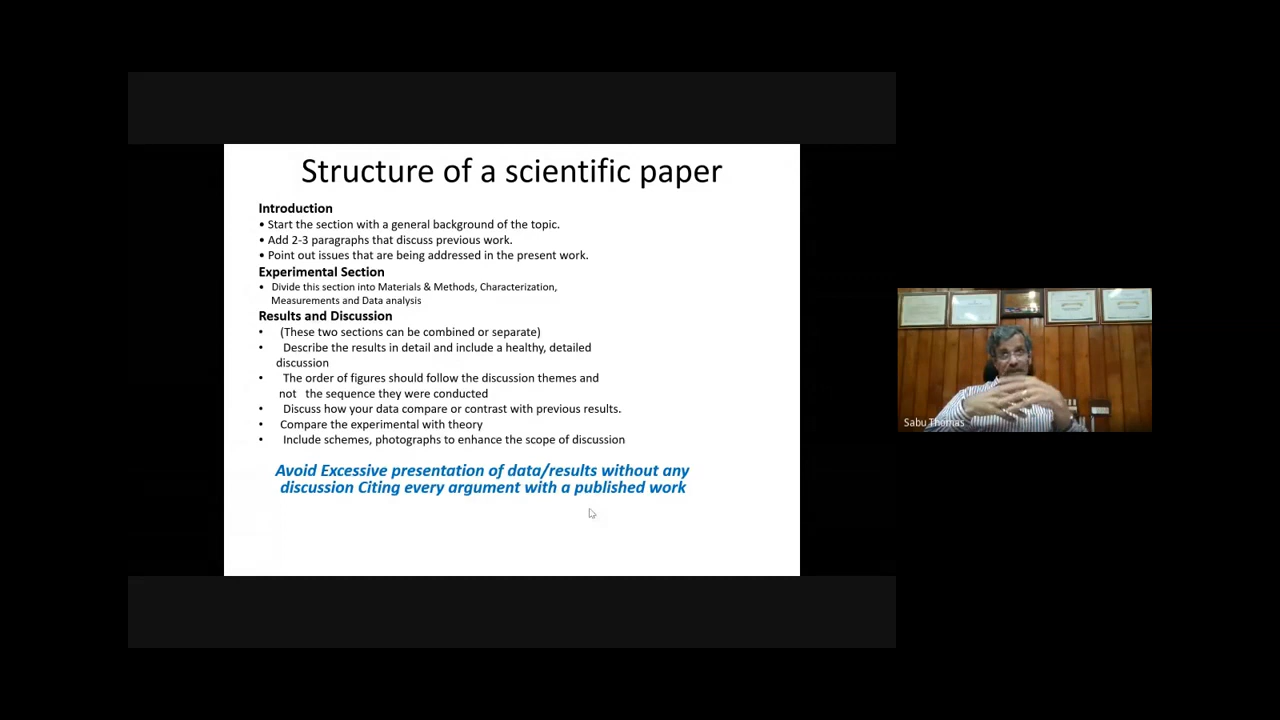 Structure of a scientific paper
Introduction
• Start the section with a general background of the topic.
• Add 2-3 paragraphs that discuss previous work.
• Point out issues that are being addressed in the present work.
Experimental Section
• Divide this section into Materials & Methods, Characterization,
Measurements and Data analysis
Results and Discussion
• (These two sections can be combined or separate)
• Describe the results in detail and include a healthy, detailed
discussion
• The order of figures should follow the discussion themes and
not the sequence they were conducted
• Discuss how your data compare or contrast with previous results.
• Compare the experimental with theory
• Include schemes, photographs to enhance the scope of discussion
Avoid Excessive presentation of data/results without any
discussion Citing every argument with a published work
Sabu Thomas